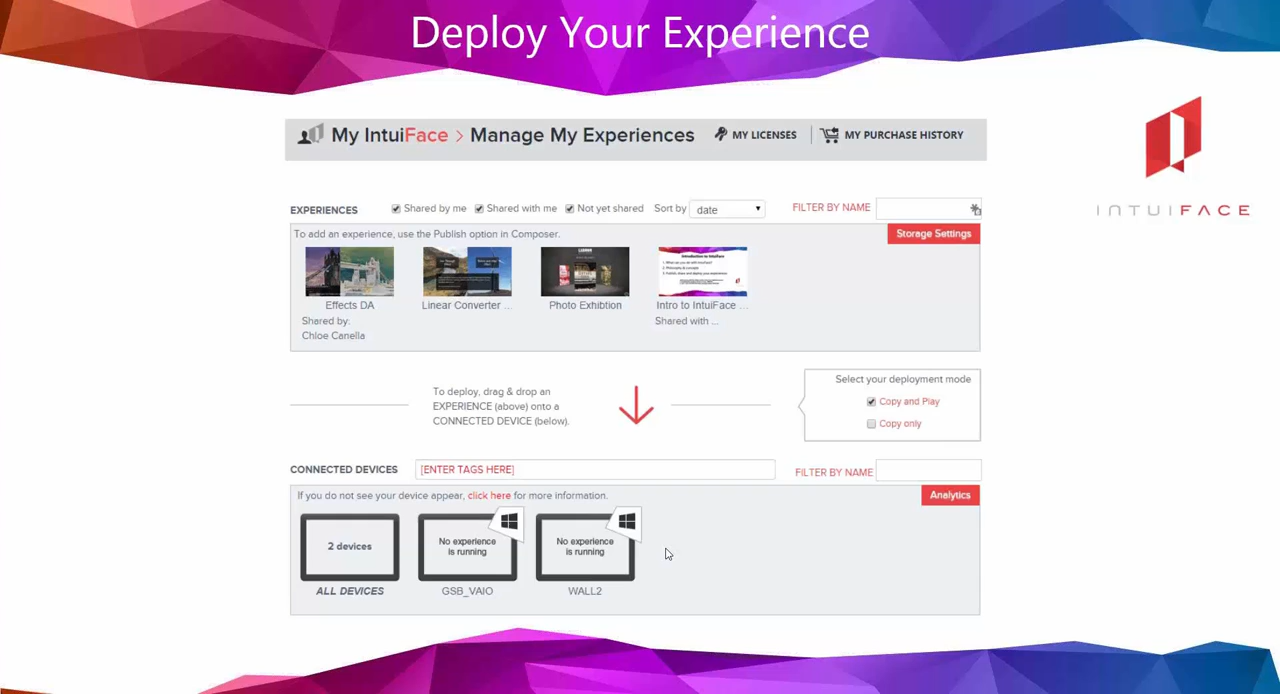 Deploy Your Experience
My IntuiFace > Manage My Experiences
MY LICENSES
MY PURCHASE HISTORY
INTUIFACE
EXPERIENCES
Shared by me
Shared with me
Not yet shared
Sort by
date
FILTER BY NAME
To add an experience, use the Publish option in Composer.
Storage Settings
Introduction to IntuiFace
Effects DA
Linear Converter ...
Photo Exhibtion
Intro to IntuiFace ...
Shared by:
Chloe Canella
Shared with ...
To deploy, drag & drop an
EXPERIENCE (above) onto a
CONNECTED DEVICE (below).
Select your deployment mode
Copy and Play
Copy only
CONNECTED DEVICES
[ENTER TAGS HERE]
FILTER BY NAME
If you do not see your device appear, click here for more information.
Analytics
2 devices
No experience
is running
No experience
is running
ALL DEVICES
GSB_VAIO
WALL2